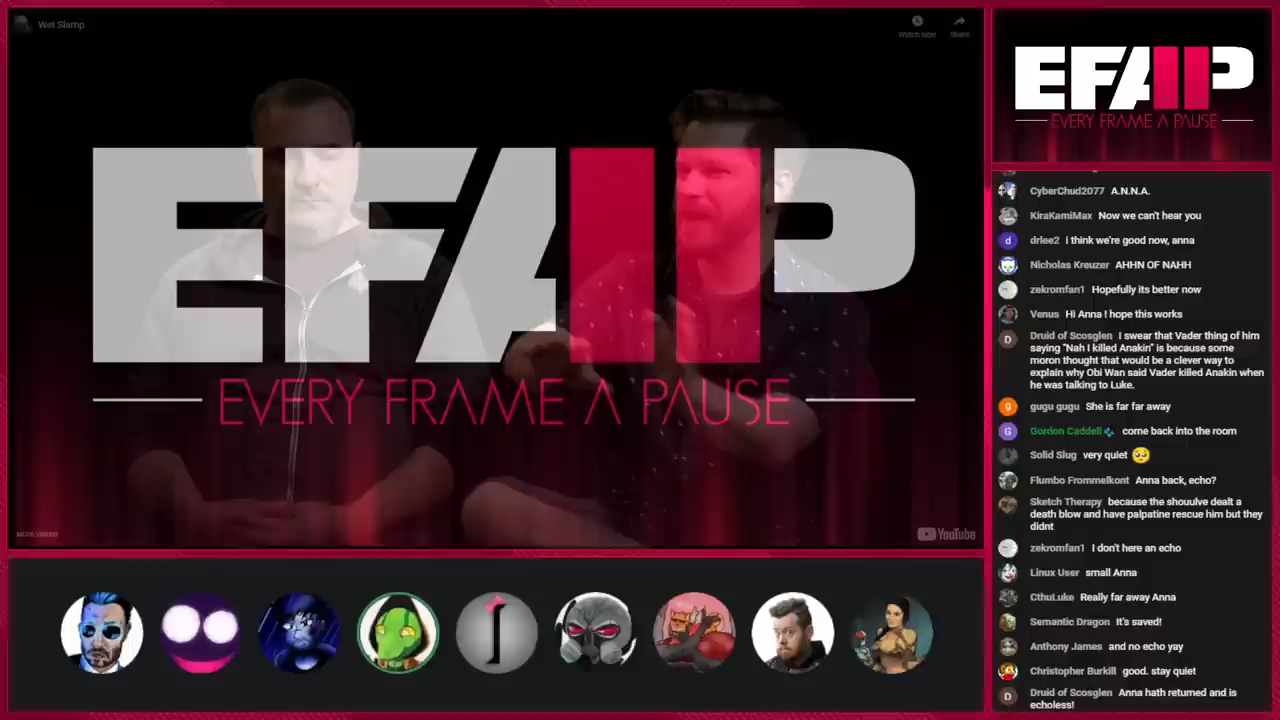 Wet Slamp
Watch later
Share
EFAP
EVERY FRAME A PAUSE
MORE VIDEOS
YouTube
EFAP
EVERY FRAME A PAUSE
CyberChud2077 A.N.N.A.
KiraKamiMax Now we can't hear you
d
drlee2 i think we're good now, anna
Nicholas Kreuzer AHHN OF NAHH
zekromfan1 Hopefully its better now
Venus Hi Anna ! hope this works
D
Druid of Scosglen I swear that Vader thing of him
saying "Nah I killed Anakin" is because some
moron thought that would be a clever way to
explain why Obi Wan said Vader killed Anakin when
he was talking to Luke.
g
gugu gugu She is far far away
G
Gordon Caddell come back into the room
Solid Slug very quiet 🥺
Flumbo Frommelkont Anna back, echo?
Sketch Therapy because the shouulve dealt a
death blow and have palpatine rescue him but they
didnt
zekromfan1 I don't here an echo
Linux User small Anna
CthuLuke Really far away Anna
Semantic Dragon It's saved!
Anthony James and no echo yay
Christopher Burkill good. stay quiet
D
Druid of Scosglen Anna hath returned and is
echoless!